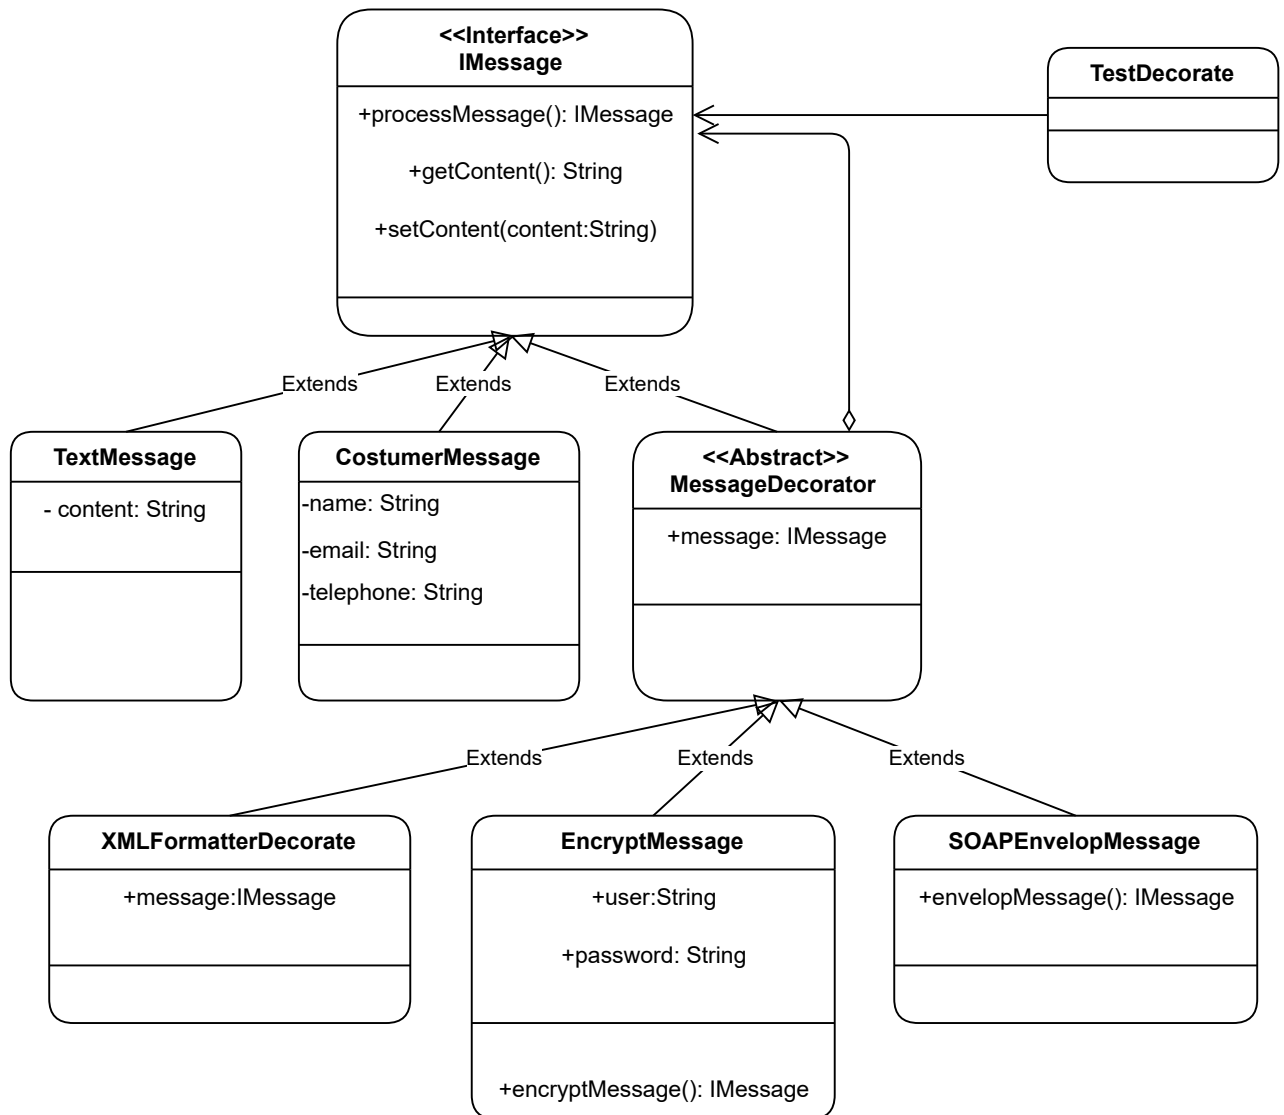 <<Interface>>
IMessage
+processMessage(): IMessage
+getContent(): String
+setContent(content:String)
TestDecorate
Extends
Extends
Extends
TextMessage
- content: String
CostumerMessage
-name: String
-email: String
-telephone: String
<<Abstract>>
MessageDecorator
+message: IMessage
Extends
Extends
Extends
XMLFormatterDecorate
+message:IMessage
EncryptMessage
+user:String
+password: String
+encryptMessage(): IMessage
SOAPEnvelopMessage
+envelopMessage(): IMessage